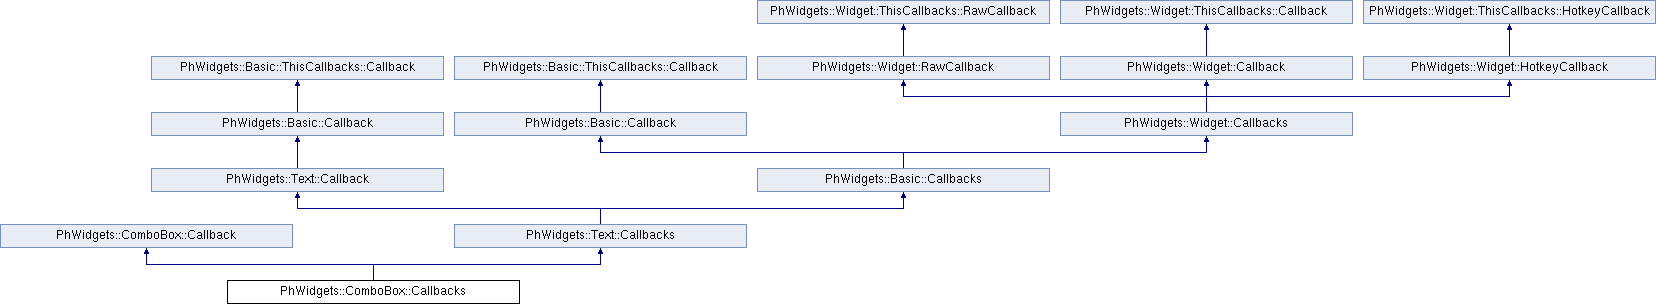 PhWidgets::Widget::ThisCallbacks::RawCallback
PhWidgets::Widget::ThisCallbacks::Callback
PhWidgets::Widget::ThisCallbacks::HotkeyCallback
PhWidgets::Basic::ThisCallbacks::Callback
PhWidgets::Basic::ThisCallbacks::Callback
PhWidgets::Widget::RawCallback
PhWidgets::Widget::Callback
PhWidgets::Widget::HotkeyCallback
PhWidgets::Basic::Callback
PhWidgets::Basic::Callback
PhWidgets::Widget::Callbacks
PhWidgets::Text::Callback
PhWidgets::Basic::Callbacks
PhWidgets::ComboBox::Callback
PhWidgets::Text::Callbacks
PhWidgets::ComboBox::Callbacks